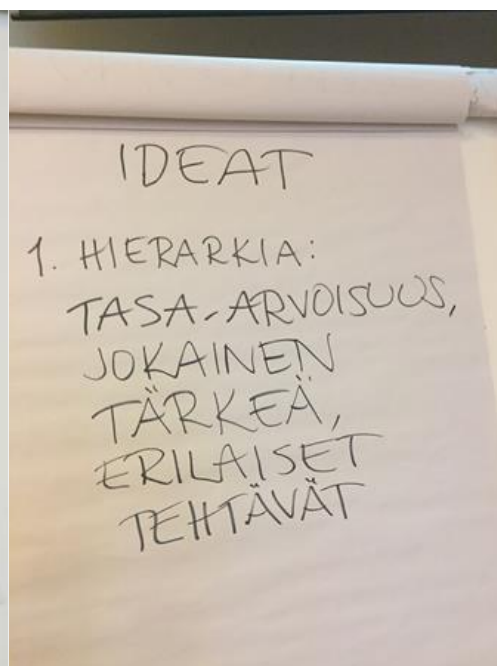 IDEAT
1. HIERARKIA:
TASA-ARVOISUUS,
JOKAINEN
TÄRKEÄ,
ERILAISET
TEHTÄVÄT